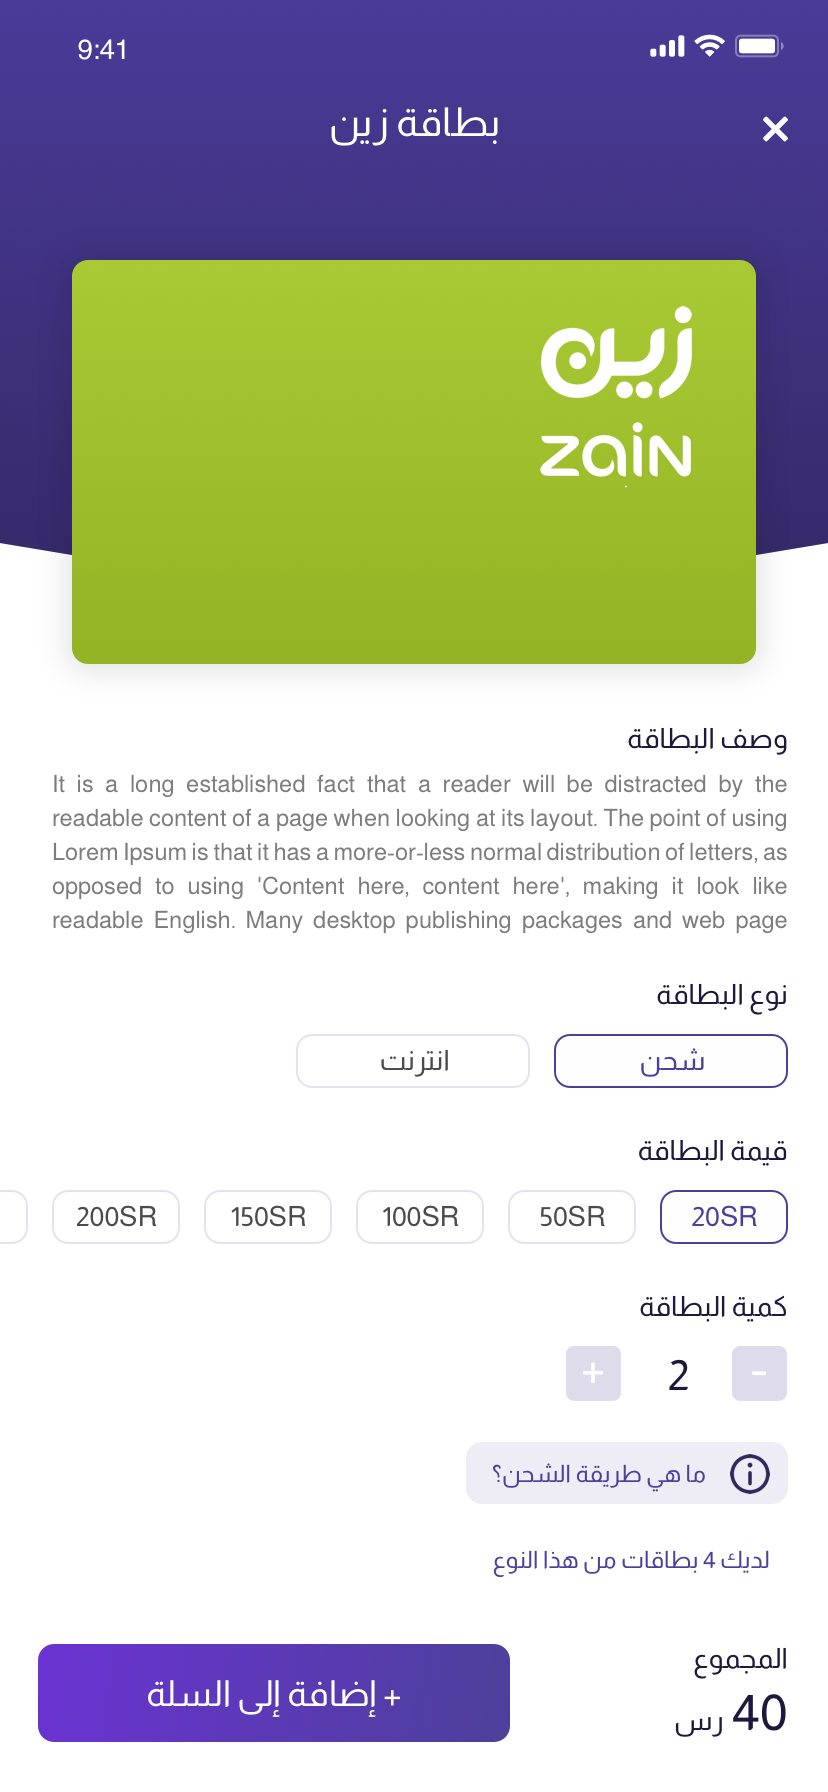 9:41
بطاقة زين
زين
zain
وصف البطاقة
It is a long established fact that a reader will be distracted by the
readable content of a page when looking at its layout. The point of using
Lorem Ipsum is that it has a more-or-less normal distribution of letters, as
opposed to using 'Content here, content here', making it look like
readable English. Many desktop publishing packages and web page
نوع البطاقة
شحن
انترنت
قيمة البطاقة
20SR
50SR
100SR
150SR
200SR
كمية البطاقة
-
2
+
ما هي طريقة الشحن؟
لديك 4 بطاقات من هذا النوع
المجموع
40 رس
+ إضافة إلى السلة